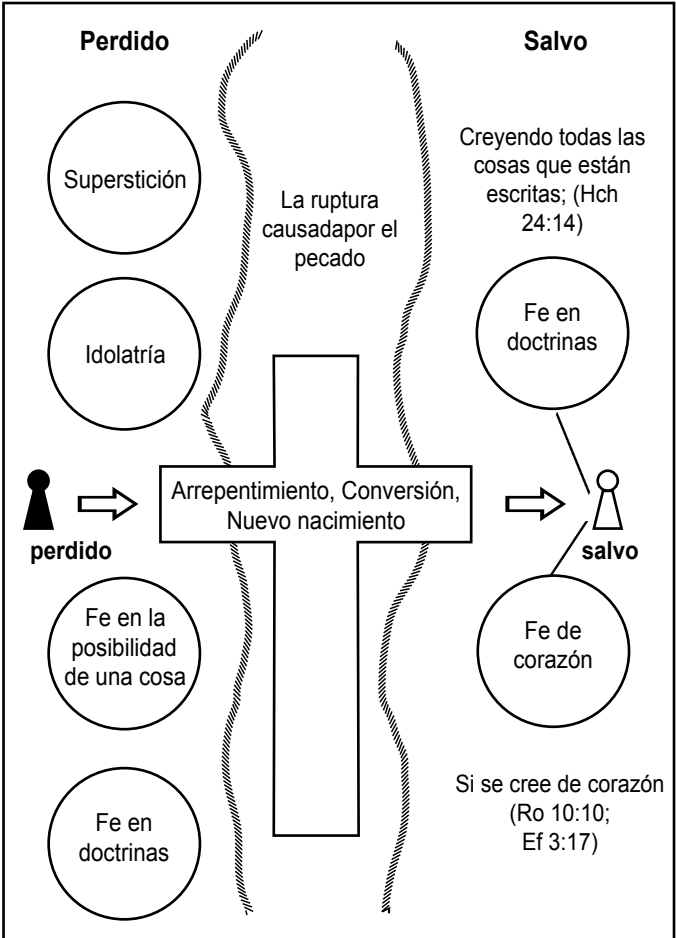 Perdido
Salvo
Superstición
Idolatría
La ruptura
causadapor el
pecado
Creyendo todas las
cosas que están
escritas; (Hch
24:14)
Fe en
doctrinas
Arrepentimiento, Conversión,
Nuevo nacimiento
perdido
salvo
Fe en la
posibilidad
de una cosa
Fe en
doctrinas
Fe de
corazón
Si se cree de corazón
(Ro 10:10;
Ef 3:17)